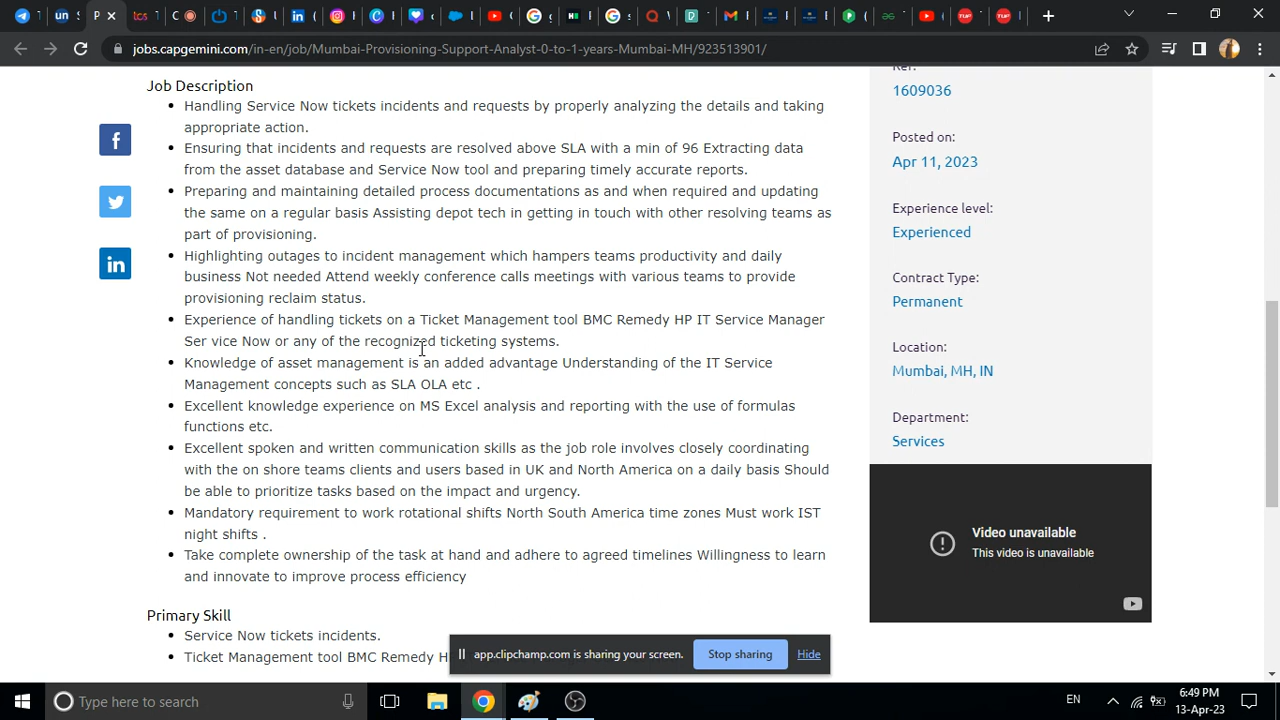 T
U
P
tcs
T
C
T
U
(
(
C
F
F
(
G
F
H
s
G
s
V
D
F
M
F
F
jobs.capgemini.com/in-en/job/Mumbai-Provisioning-Support-Analyst-0-to-1-years-Mumbai-MH/923513901/
Job Description
Handling Service Now tickets incidents and requests by properly analyzing the details and taking
appropriate action.
Ensuring that incidents and requests are resolved above SLA with a min of 96 Extracting data
from the asset database and Service Now tool and preparing timely accurate reports.
Preparing and maintaining detailed process documentations as and when required and updating
the same on a regular basis Assisting depot tech in getting in touch with other resolving teams as
part of provisioning.
Highlighting outages to incident management which hampers teams productivity and daily
business Not needed Attend weekly conference calls meetings with various teams to provide
provisioning reclaim status.
Experience of handling tickets on a Ticket Management tool BMC Remedy HP IT Service Manager
Ser vice Now or any of the recognized ticketing systems.
Knowledge of asset management is an added advantage Understanding of the IT Service
Management concepts such as SLA OLA etc .
Excellent knowledge experience on MS Excel analysis and reporting with the use of formulas
functions etc.
Excellent spoken and written communication skills as the job role involves closely coordinating
with the on shore teams clients and users based in UK and North America on a daily basis Should
be able to prioritize tasks based on the impact and urgency.
Mandatory requirement to work rotational shifts North South America time zones Must work IST
night shifts .
Take complete ownership of the task at hand and adhere to agreed timelines Willingness to learn
and innovate to improve process efficiency
Primary Skill
Service Now tickets incidents.
Ticket Management tool BMC Remedy H
Ref:
1609036
Posted on:
Apr 11, 2023
Experience level:
Experienced
Contract Type:
Permanent
Location:
Mumbai, MH, IN
Department:
Services
Video unavailable
This video is unavailable
app.clipchamp.com is sharing your screen.
Stop sharing
Hide
Type here to search
EN
6:49 PM
13-Apr-23